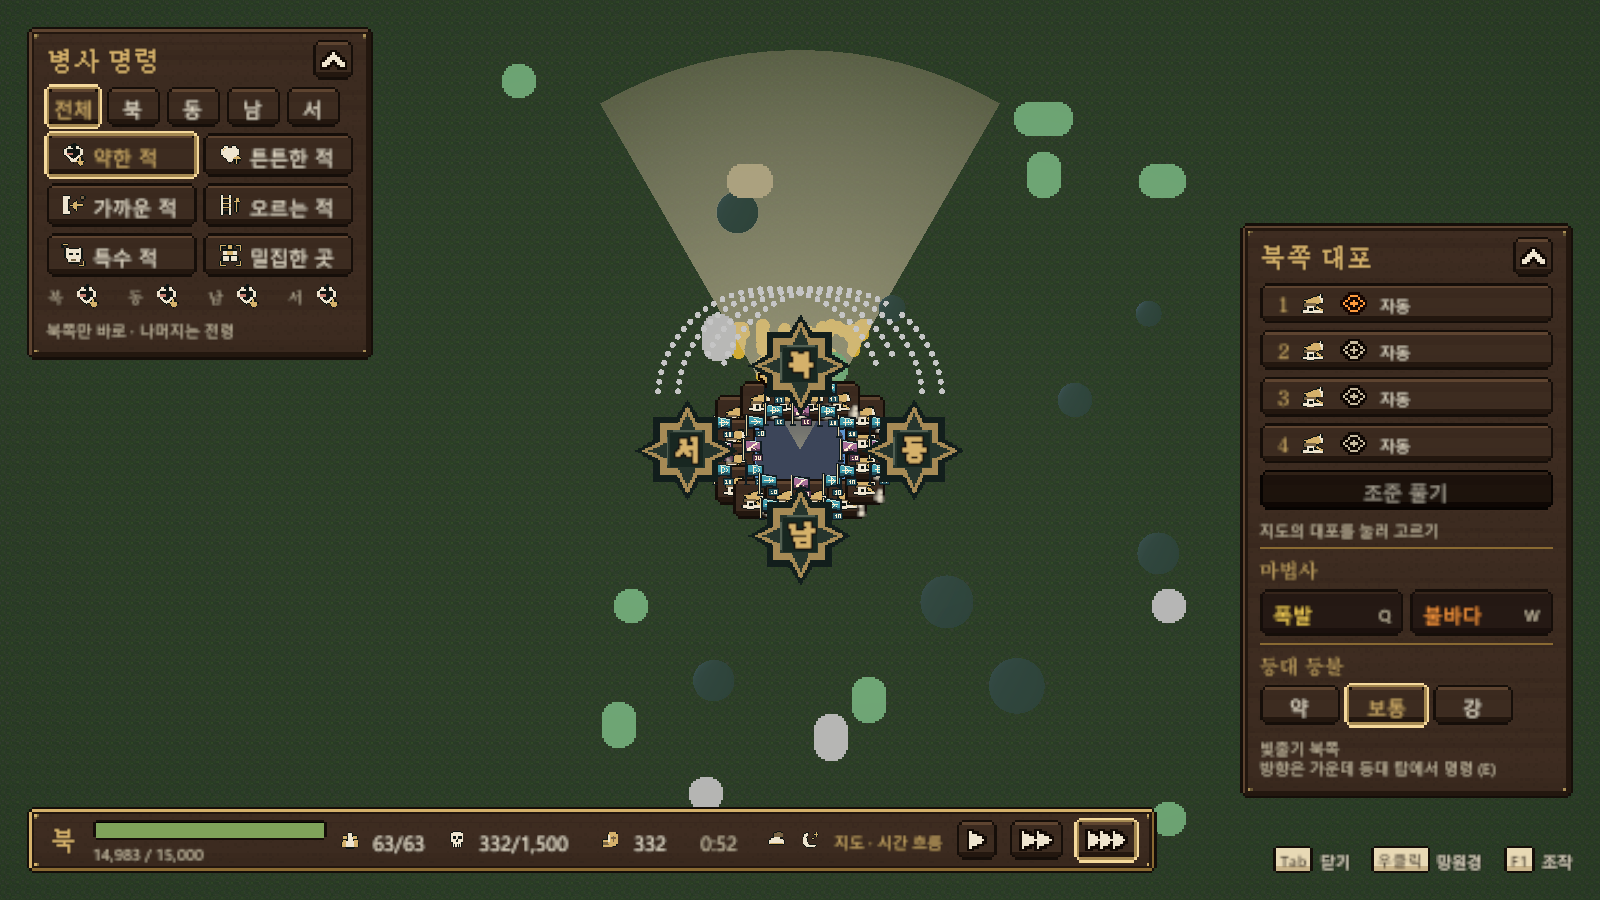 병사 명령
전체 북 동 남 서
약한 적 튼튼한 적
가까운 적 오르는 적
특수 적 밀집한 곳
북 동 남 서
북쪽만 바로 · 나머지는 전령
북
서 동
남
북쪽 대포
1 자동
2 자동
3 자동
4 자동
조준 풀기
지도의 대포를 눌러 고르기
마법사
폭발 Q 불바다 W
등대 등불
약 보통 강
빛줄기 북쪽
방향은 가운데 등대 탑에서 명령 (E)
북 14,983 / 15,000 63/63 332/1,500 332 0:52 지도 · 시간 흐름
Tab 닫기 우클릭 망원경 F1 조작